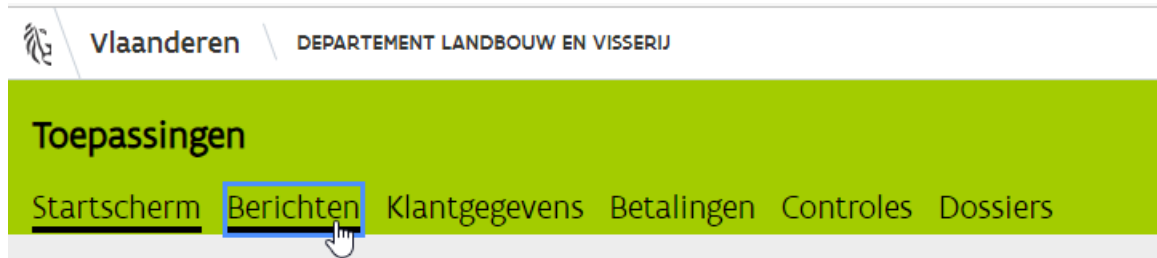 Vlaanderen DEPARTEMENT LANDBOUW EN VISSERIJ
Toepassingen
Startscherm Berichten Klantgegevens Betalingen Controles Dossiers